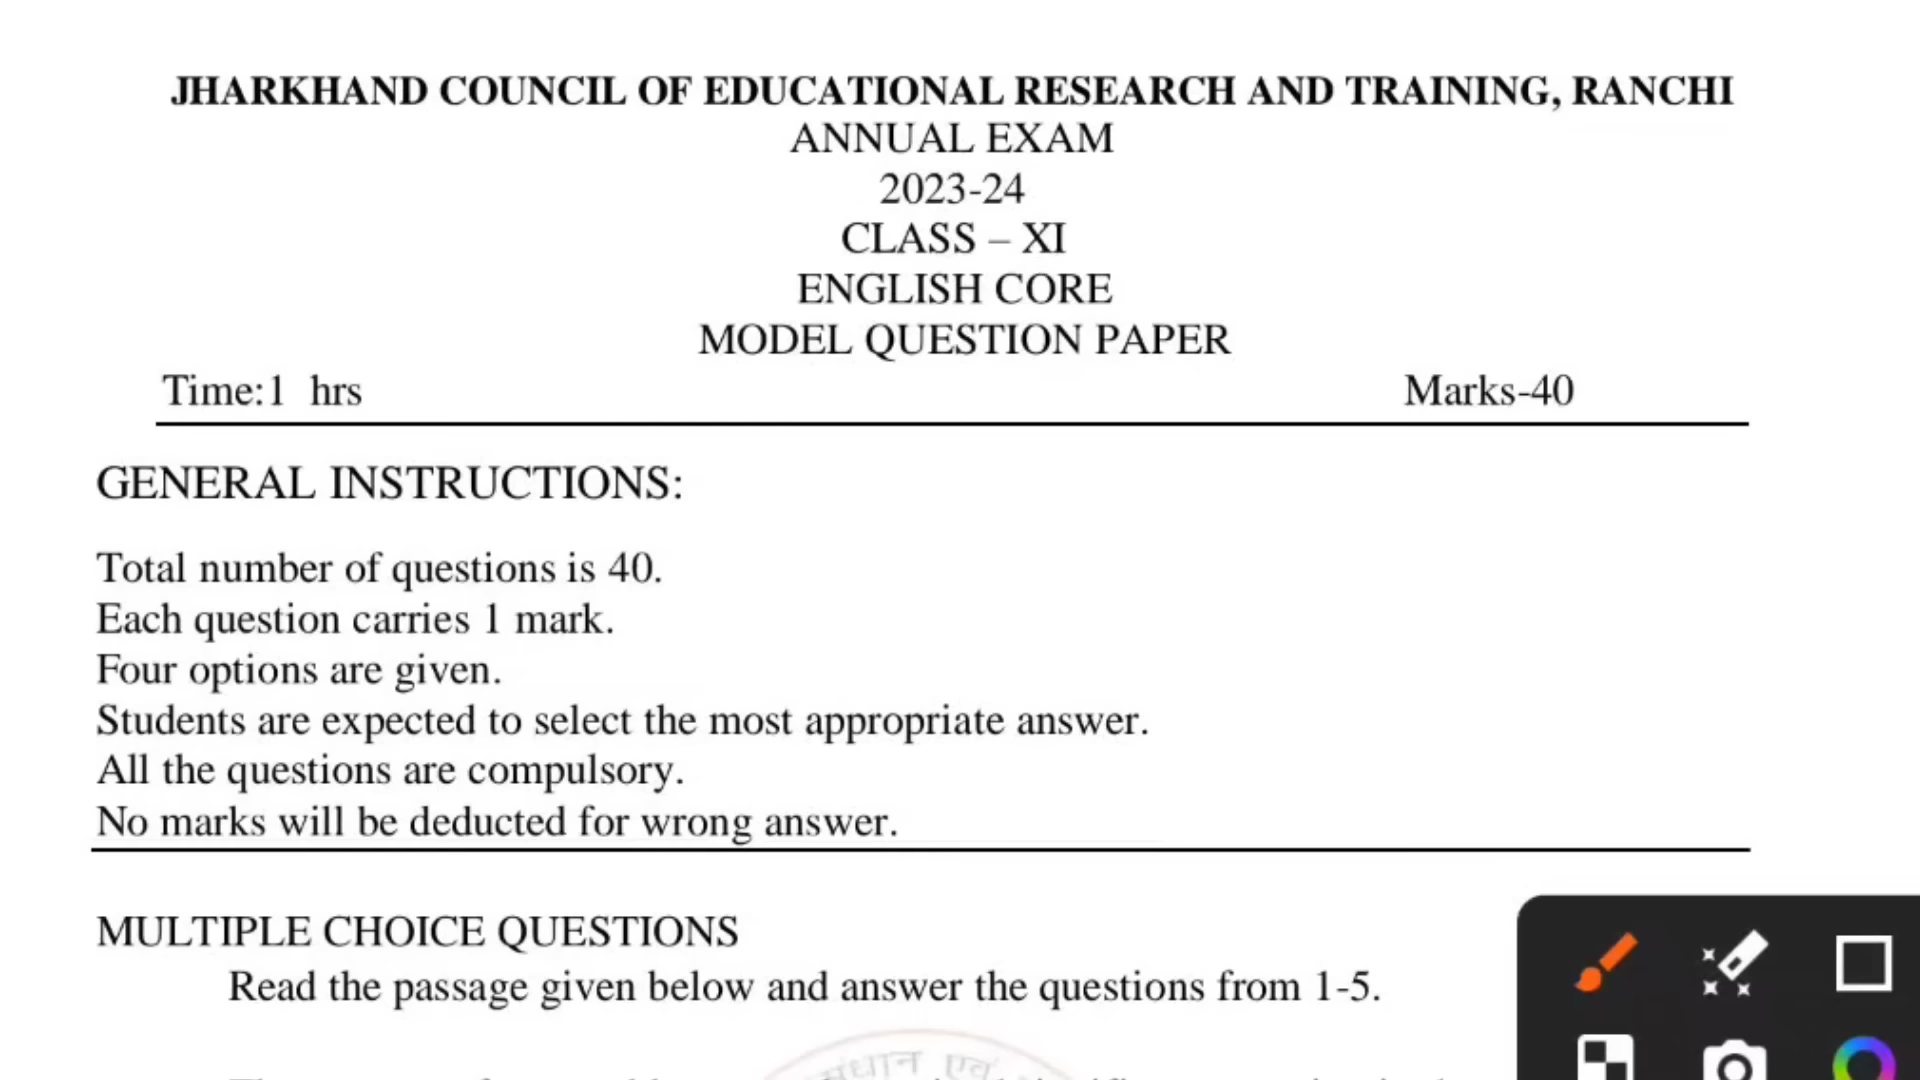 JHARKHAND COUNCIL OF EDUCATIONAL RESEARCH AND TRAINING, RANCHI
ANNUAL EXAM
2023-24
CLASS – XI
ENGLISH CORE
MODEL QUESTION PAPER
Time:1 hrs Marks-40
GENERAL INSTRUCTIONS:
Total number of questions is 40.
Each question carries 1 mark.
Four options are given.
Students are expected to select the most appropriate answer.
All the questions are compulsory.
No marks will be deducted for wrong answer.
MULTIPLE CHOICE QUESTIONS
Read the passage given below and answer the questions from 1-5.
एवं